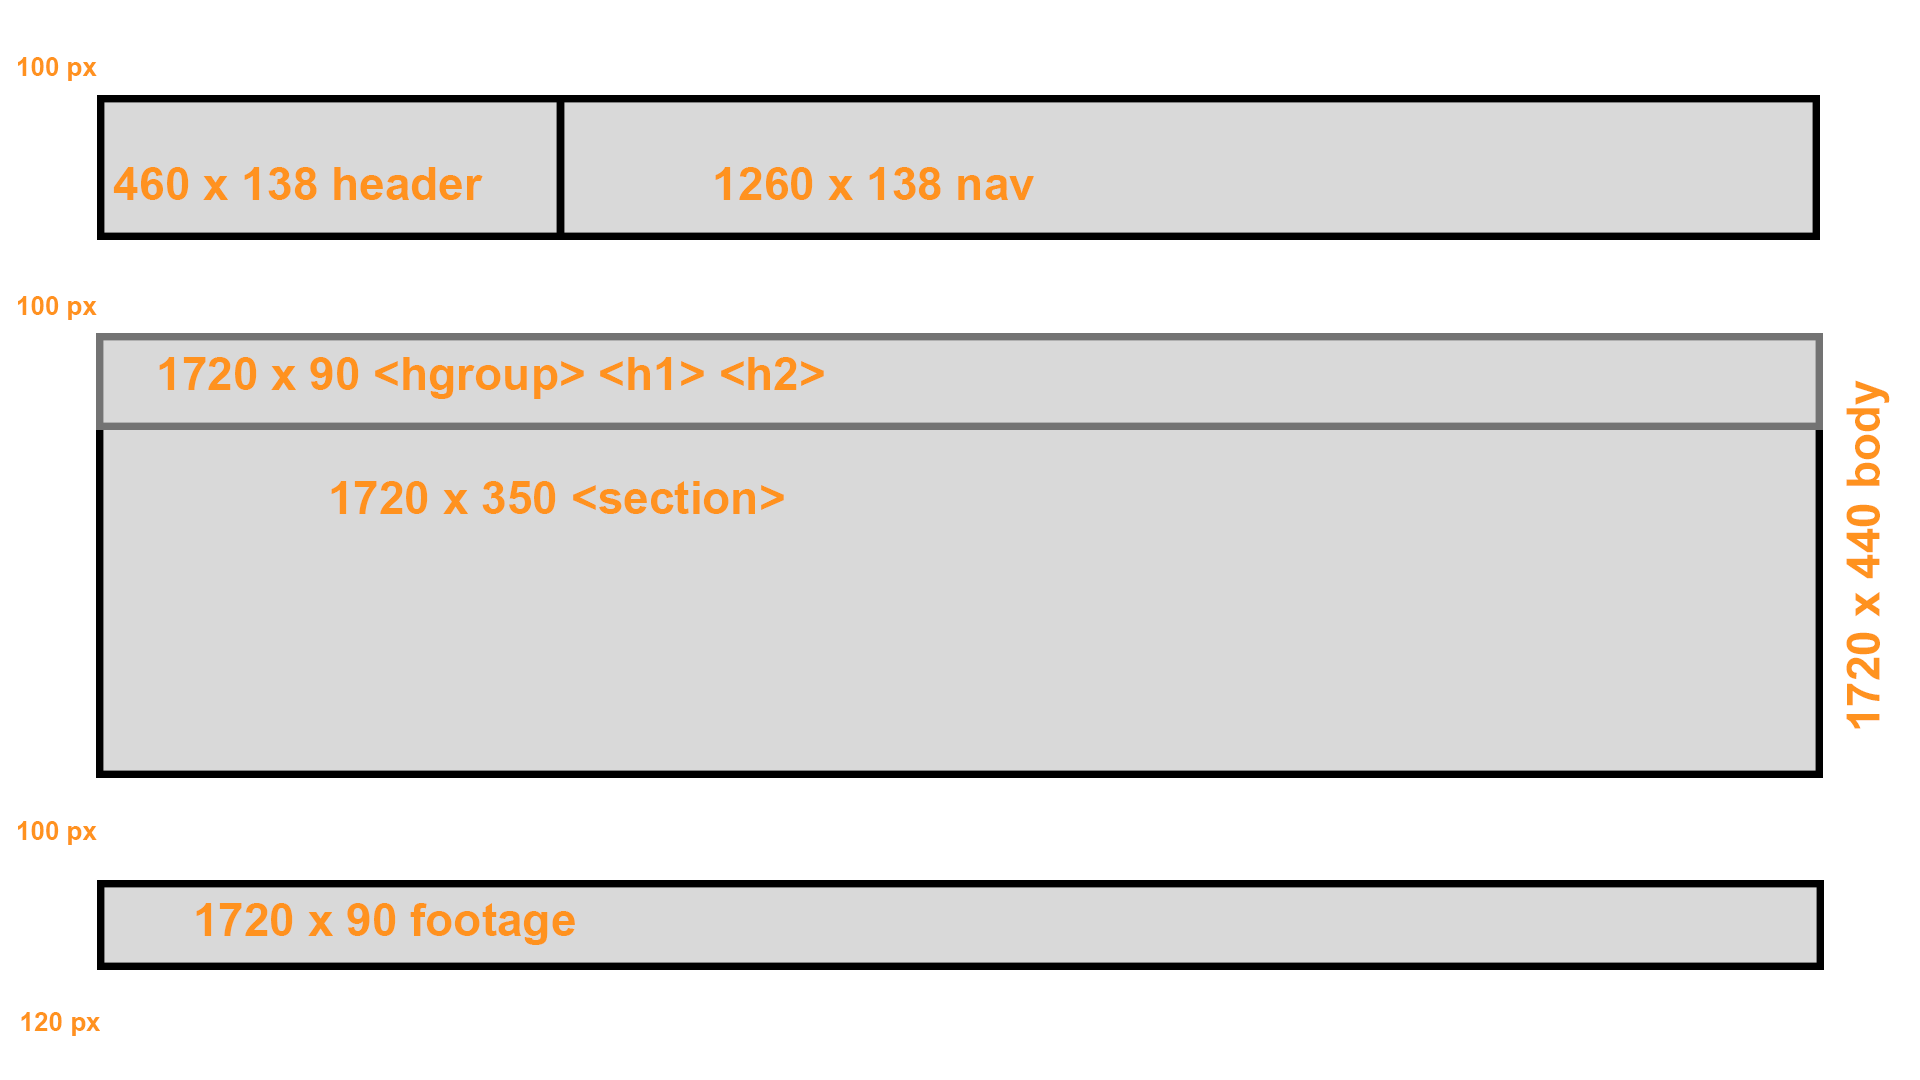 100 px
460 x 138 header
1260 x 138 nav
100 px
1720 x 90 <hgroup> <h1> <h2>
1720 x 350 <section>
1720 x 440 body
100 px
1720 x 90 footage
120 px